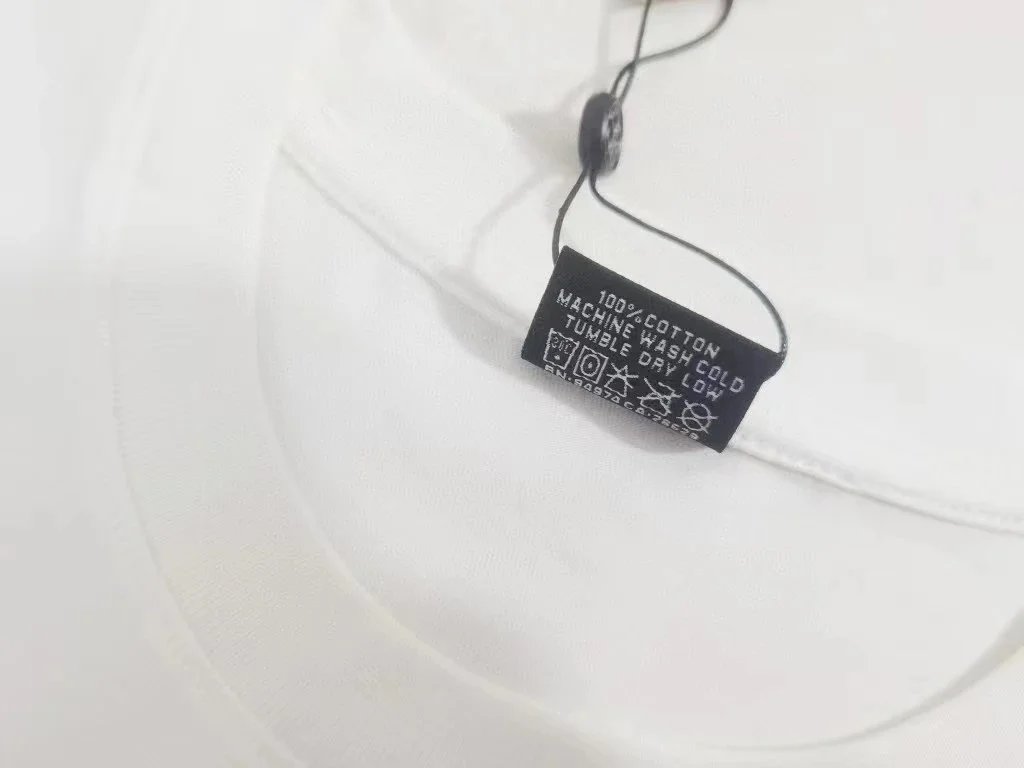 100% COTTON
MACHINE WASH COLD
TUMBLE DRY LOW